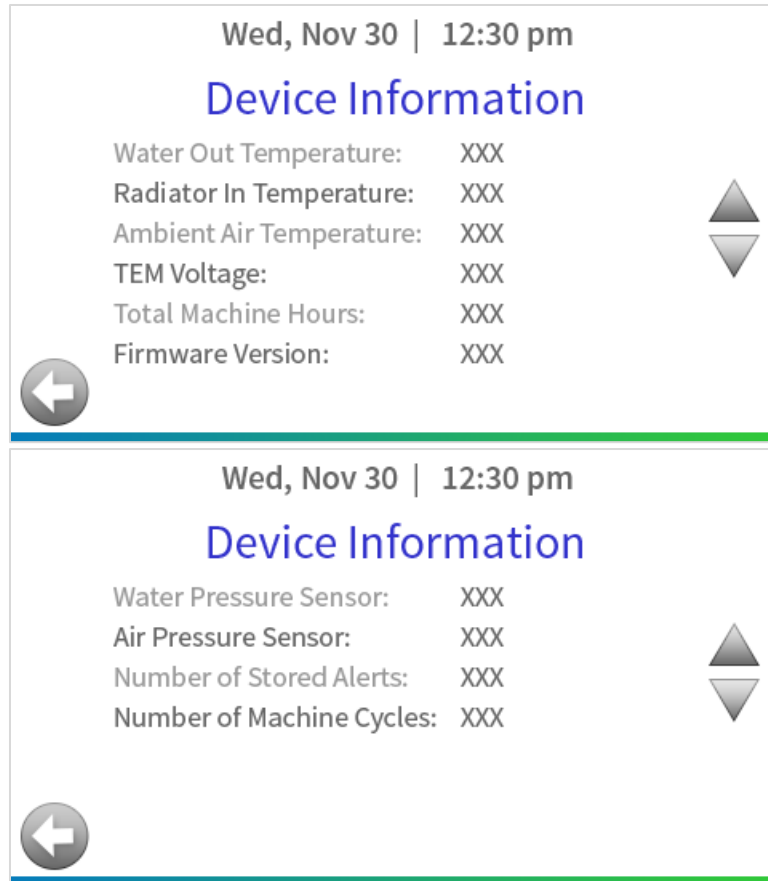 Wed, Nov 30 | 12:30 pm
Device Information
Water Out Temperature: XXX
Radiator In Temperature: XXX
Ambient Air Temperature: XXX
TEM Voltage: XXX
Total Machine Hours: XXX
Firmware Version: XXX
Wed, Nov 30 | 12:30 pm
Device Information
Water Pressure Sensor: XXX
Air Pressure Sensor: XXX
Number of Stored Alerts: XXX
Number of Machine Cycles: XXX